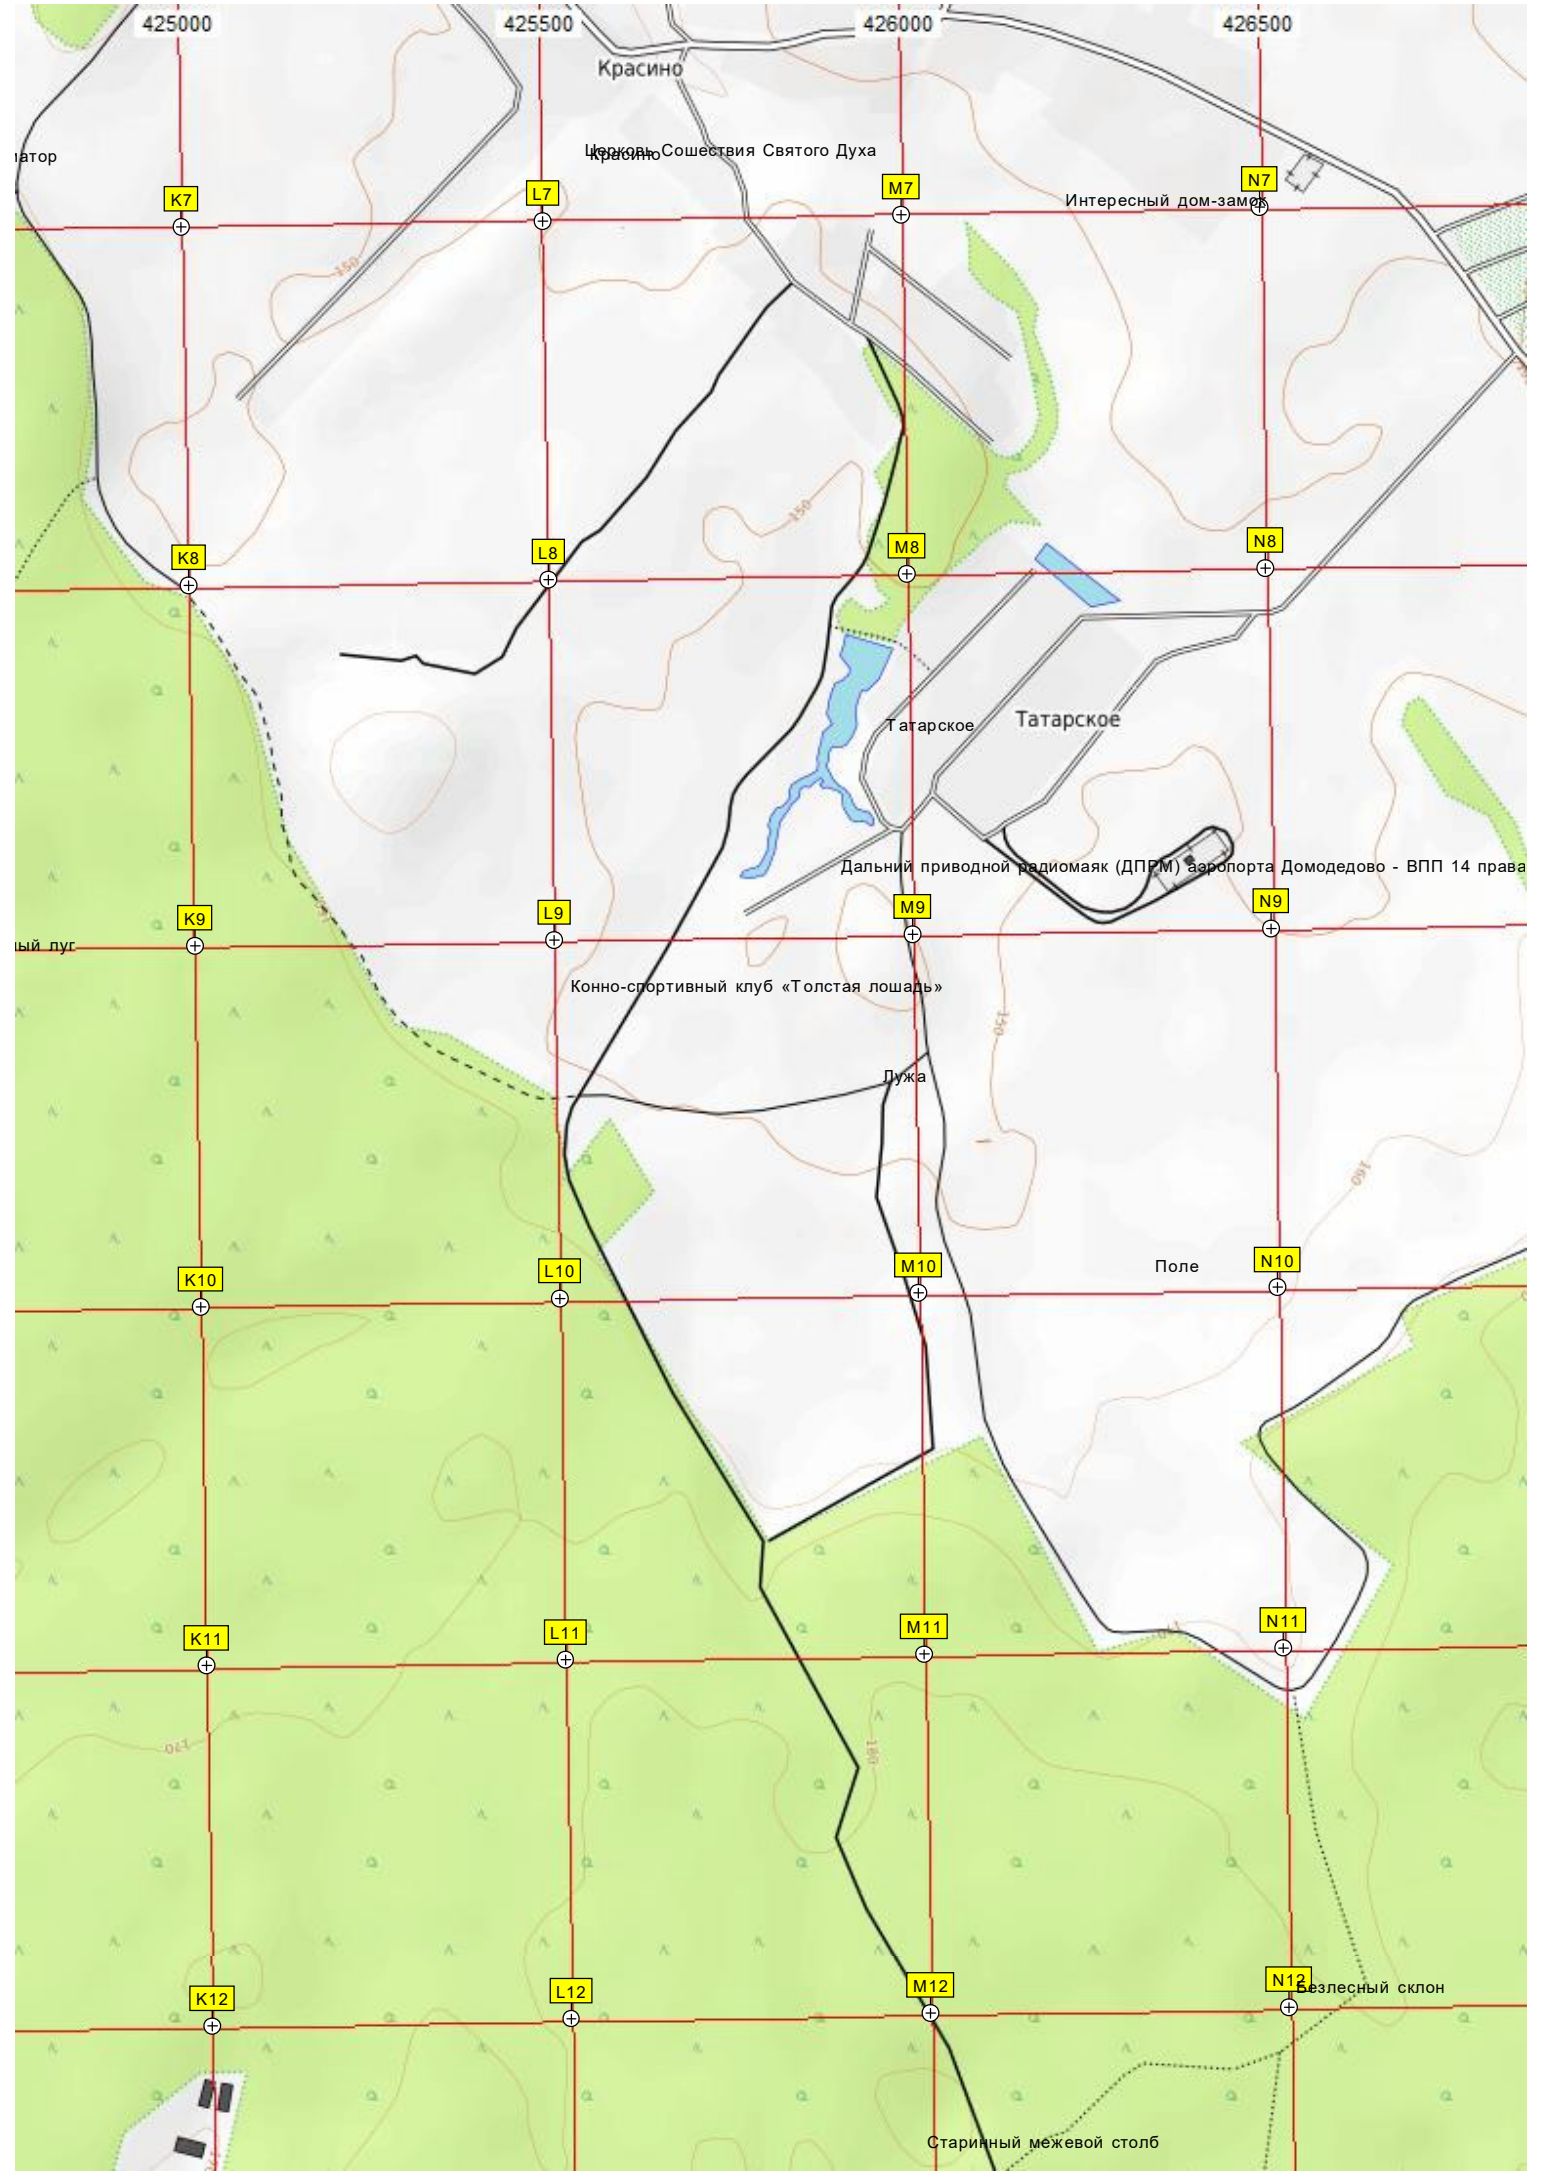 425000 425500 426000 426500
Красино
Церковь Сошествия Святого Духа
Красино
иатор
K7 L7 M7 N7
Интересный дом-замок
150
150
K8 L8 M8 N8
Татарское
Татарское
Дальний приводной радиомаяк (ДПРМ) аэропорта Домодедово - ВПП 14 права
K9 L9 M9 N9
ый луг
Конно-спортивный клуб «Толстая лошадь»
150
Лужа
160
Поле
K10 L10 M10 N10
K11 L11 M11 N11
170
180
K12 L12 M12 N12
Безлесный склон
Старинный межевой столб